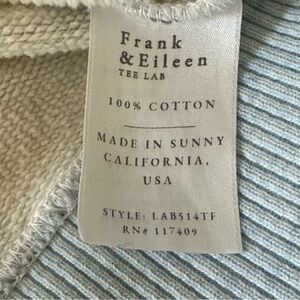 Frank
& Eileen
TEE LAB
100% COTTON
MADE IN SUNNY
CALIFORNIA,
USA
STYLE: LAB514TF
RN# 117409